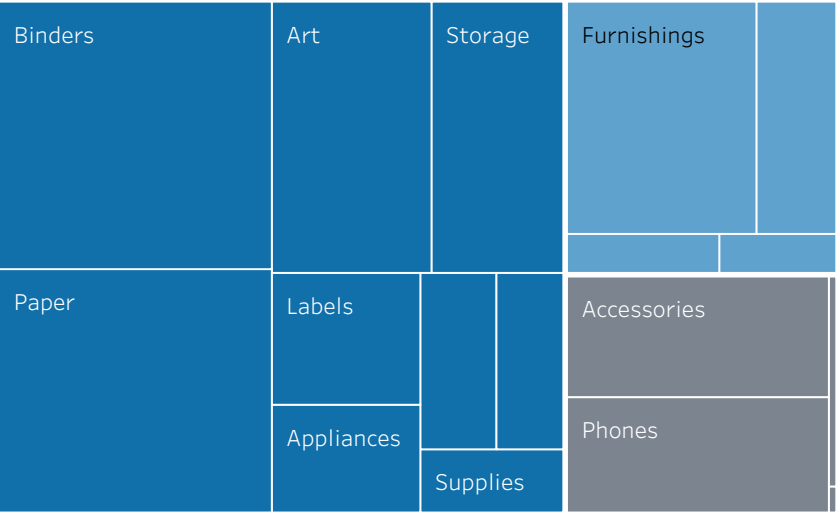 Binders
Art
Storage
Furnishings
Paper
Labels
Accessories
Appliances
Phones
Supplies